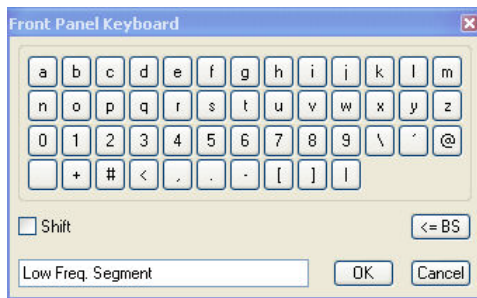 Front Panel Keyboard
a b c d e f g h i j k l m
n o p q r s t u v w x y z
0 1 2 3 4 5 6 7 8 9 \ ´ @
+ # < , . - [ ] |
Shift
<= BS
Low Freq. Segment
OK
Cancel